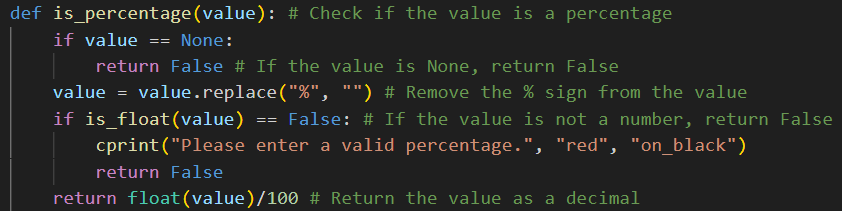 def is_percentage(value): # Check if the value is a percentage
    if value == None:
        return False # If the value is None, return False
    value = value.replace("%", "") # Remove the % sign from the value
    if is_float(value) == False: # If the value is not a number, return False
        cprint("Please enter a valid percentage.", "red", "on_black")
        return False
    return float(value)/100 # Return the value as a decimal